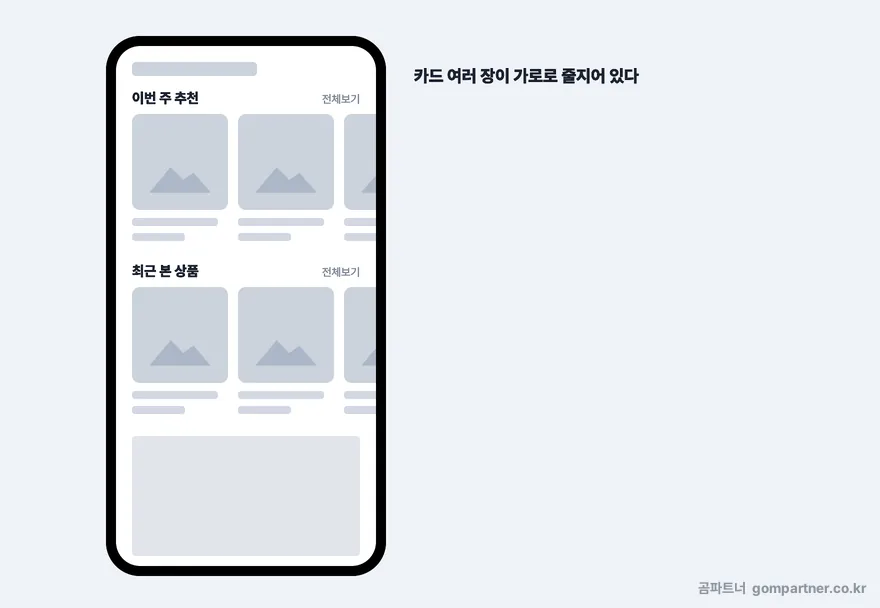 카드 여러 장이 가로로 줄지어 있다
이번 주 추천 전체보기
최근 본 상품 전체보기
곰파트너 gompartner.co.kr